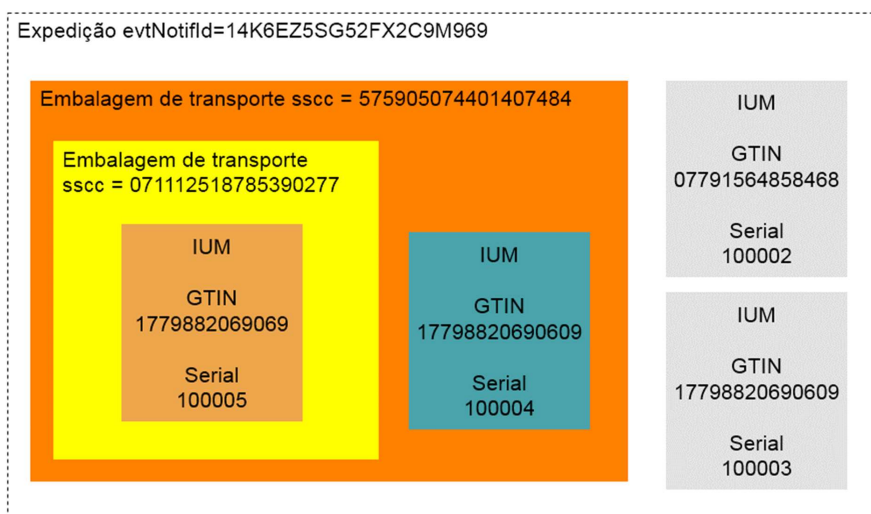 Expedição evtNotifId=14K6EZ5SG52FX2C9M969
Embalagem de transporte sscc = 575905074401407484
Embalagem de transporte
sscc = 071112518785390277
IUM
GTIN
1779882069069
Serial
100005
IUM
GTIN
17798820690609
Serial
100004
IUM
GTIN
07791564858468
Serial
100002
IUM
GTIN
17798820690609
Serial
100003